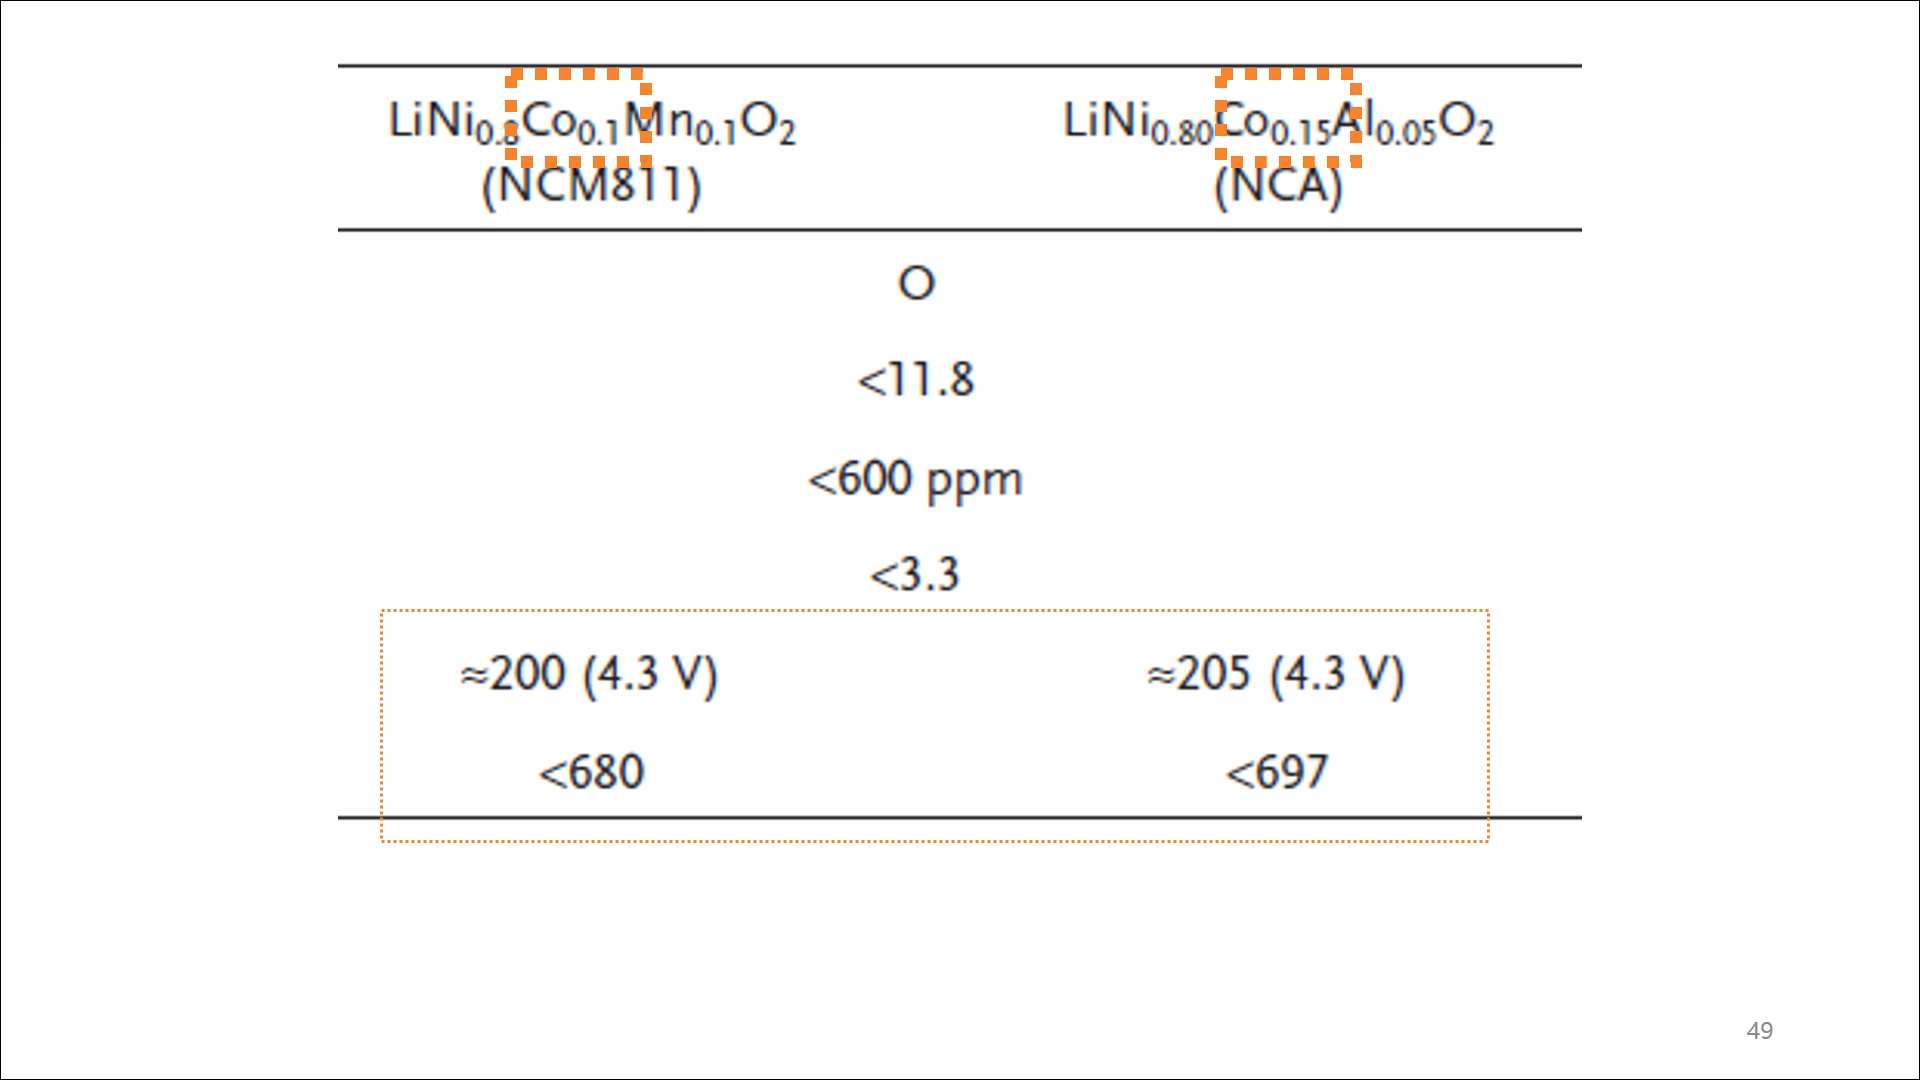 LiNi₀.₈Co₀.₁Mn₀.₁O₂ LiNi₀.₈₀Co₀.₁₅Al₀.₀₅O₂
(NCM811) (NCA)
O
<11.8
<600 ppm
<3.3
≈200 (4.3 V) ≈205 (4.3 V)
<680 <697
49